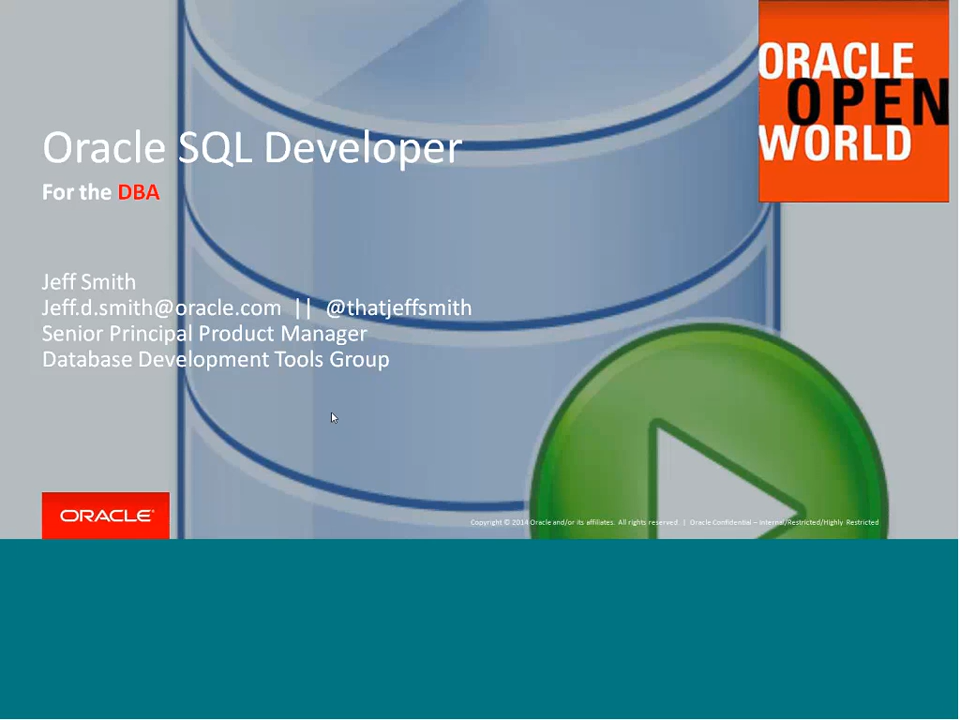 ORACLE
OPEN
WORLD
Oracle SQL Developer
For the DBA
Jeff Smith
Jeff.d.smith@oracle.com || @thatjeffsmith
Senior Principal Product Manager
Database Development Tools Group
ORACLE®
Copyright © 2014 Oracle and/or its affiliates. All rights reserved. | Oracle Confidential – Internal/Restricted/Highly Restricted